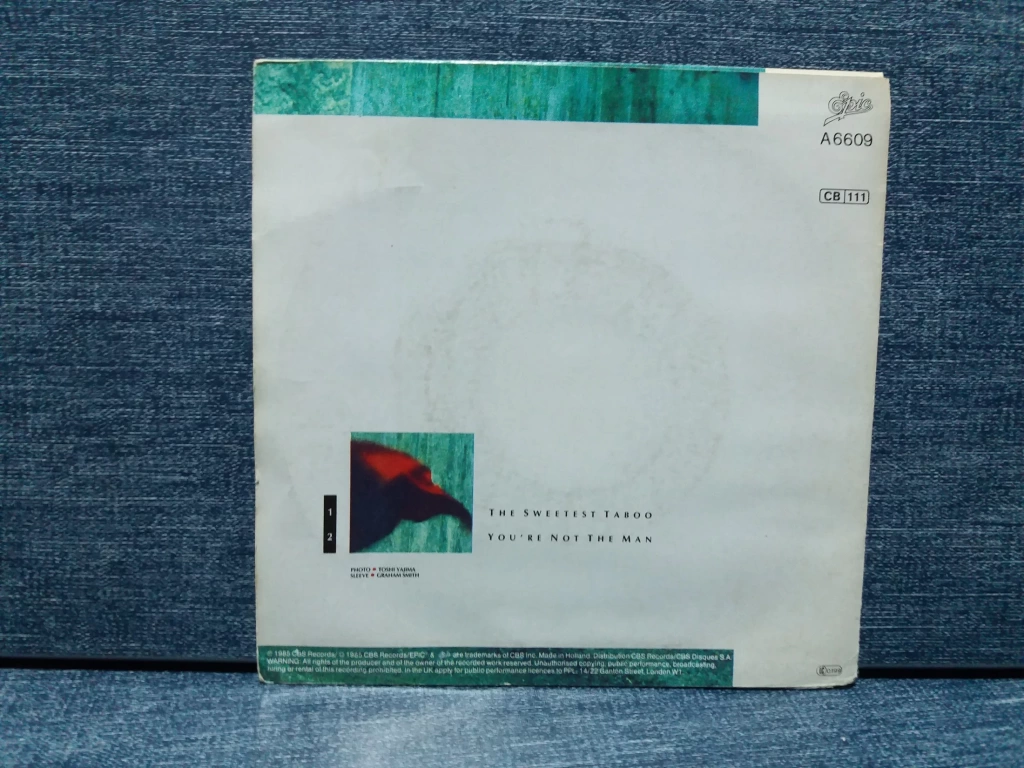 Epic
A6609
CB 111
1 THE SWEETEST TABOO
2 YOU'RE NOT THE MAN
PHOTO • TOSHI YAJIMA
SLEEVE • GRAHAM SMITH
℗ 1985 CBS Records/ © 1985 CBS Records/EPIC & are trademarks of CBS Inc. Made in Holland. Distribution CBS Records/CBS Disques S.A.
WARNING: All rights of the producer and of the owner of the recorded work reserved. Unauthorised copying, public performance, broadcasting,
hiring or rental of this recording prohibited. In the UK apply for public performance licences to PPL, 14-22 Ganton Street, London W1.